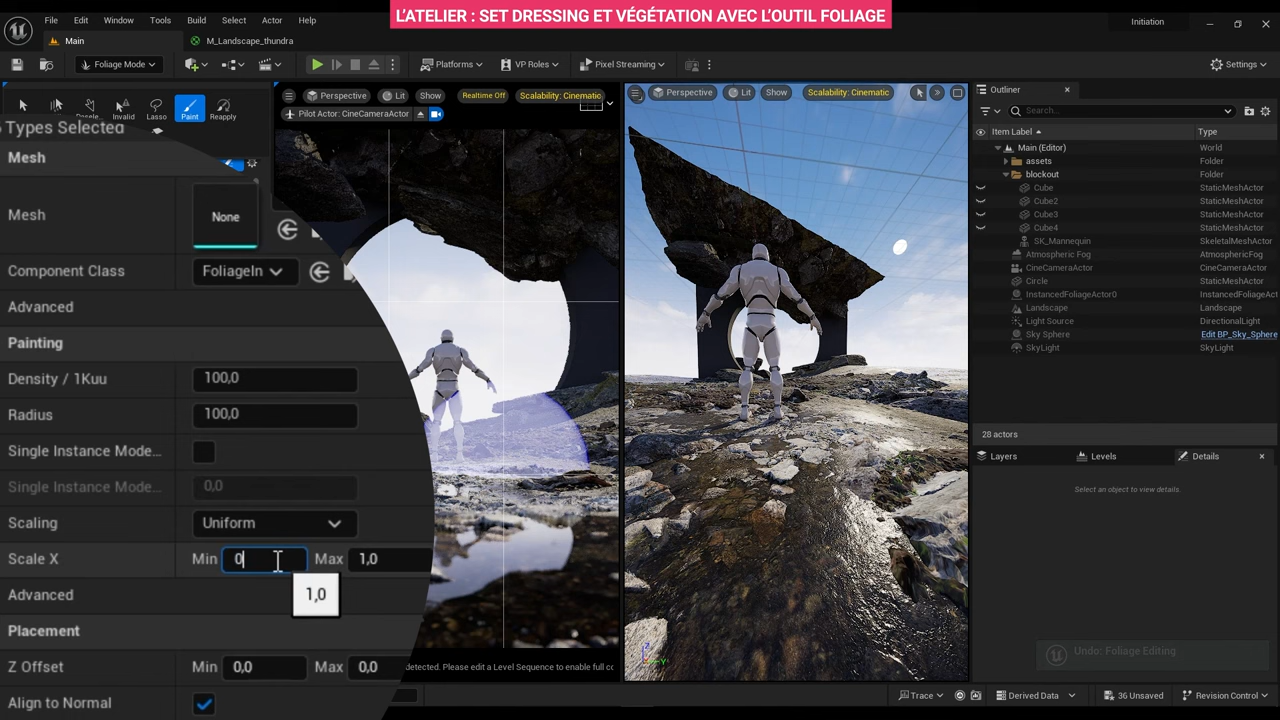 L'ATELIER : SET DRESSING ET VÉGÉTATION AVEC L'OUTIL FOLIAGE
File Edit Window Tools Build Select Actor Help
Initiation
Main
M_Landscape_thundra
Foliage Mode
Platforms
VP Roles
Pixel Streaming
Settings
Select
Invalid
Lasso
Paint
Reapply
Perspective
Lit
Show
Realtime Off
Scalability: Cinematic
Pilot Actor: CineCameraActor
Perspective
Lit
Show
Scalability: Cinematic
Types Selected
Mesh
Mesh
None
Component Class
FoliageIn
Advanced
Painting
Density / 1Kuu
100,0
Radius
100,0
Single Instance Mode...
Single Instance Mode...
0,0
Scaling
Uniform
Scale X
Min 0
Max 1,0
1,0
Advanced
Placement
Z Offset
Min 0,0
Max 0,0
Align to Normal
detected. Please edit a Level Sequence to enable full cc
Outliner
Search...
Item Label
Type
Main (Editor)
World
assets
Folder
blockout
Folder
Cube
StaticMeshActor
Cube2
StaticMeshActor
Cube3
StaticMeshActor
Cube4
StaticMeshActor
SK_Mannequin
SkeletalMeshActor
Atmospheric Fog
AtmosphericFog
CineCameraActor
CineCameraActor
Circle
StaticMeshActor
InstancedFoliageActor0
InstancedFoliageAct
Landscape
Landscape
Light Source
DirectionalLight
Sky Sphere
Edit BP_Sky_Sphere
SkyLight
SkyLight
28 actors
Layers
Levels
Details
Select an object to view details.
Undo: Foliage Editing
Trace
Derived Data
36 Unsaved
Revision Control